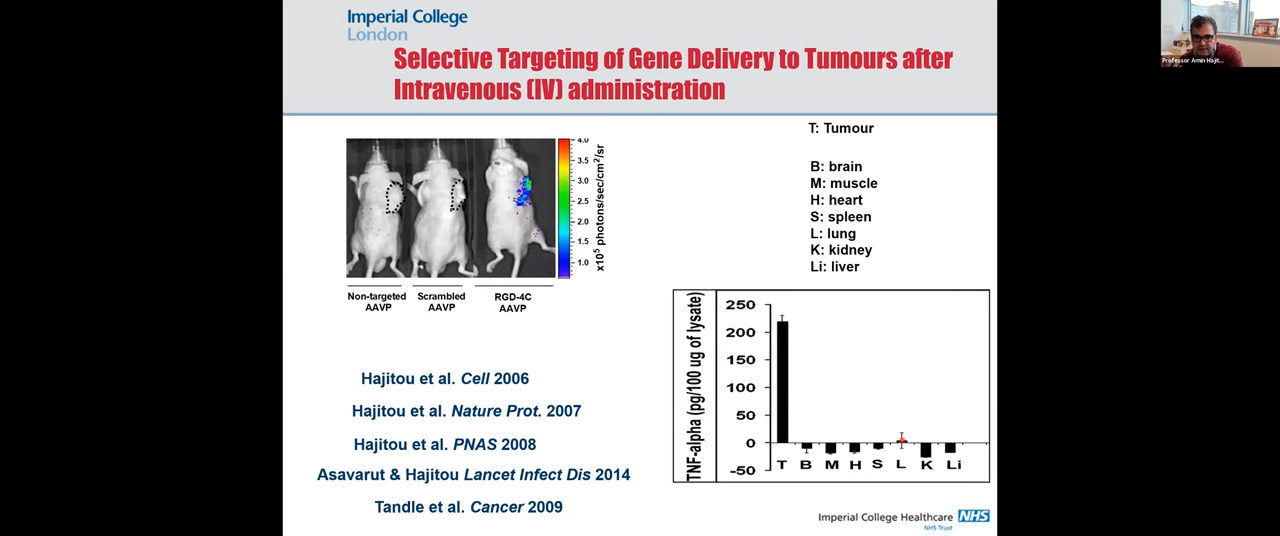 Imperial College
London
Selective Targeting of Gene Delivery to Tumours after
Intravenous (IV) administration
Professor Amin Hajit...
T: Tumour
B: brain
M: muscle
H: heart
S: spleen
L: lung
K: kidney
Li: liver
4.0
3.5
3.0
2.5
2.0
1.5
1.0
x10⁵ photons/sec/cm²/sr
Non-targeted
AAVP
Scrambled
AAVP
RGD-4C
AAVP
Hajitou et al. Cell 2006
Hajitou et al. Nature Prot. 2007
Hajitou et al. PNAS 2008
Asavarut & Hajitou Lancet Infect Dis 2014
Tandle et al. Cancer 2009
TNF-alpha (pg/100 ug of lysate)
250
200
150
100
50
0
-50
T B M H S L K Li
Imperial College Healthcare NHS
NHS Trust